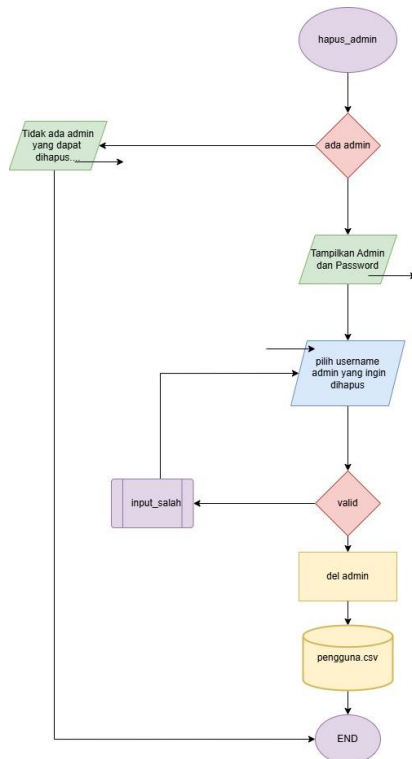 hapus_admin
Tidak ada admin
yang dapat
dihapus...
ada admin
Tampilkan Admin
dan Password
pilih username
admin yang ingin
dihapus
input_salah
valid
del admin
pengguna.csv
END